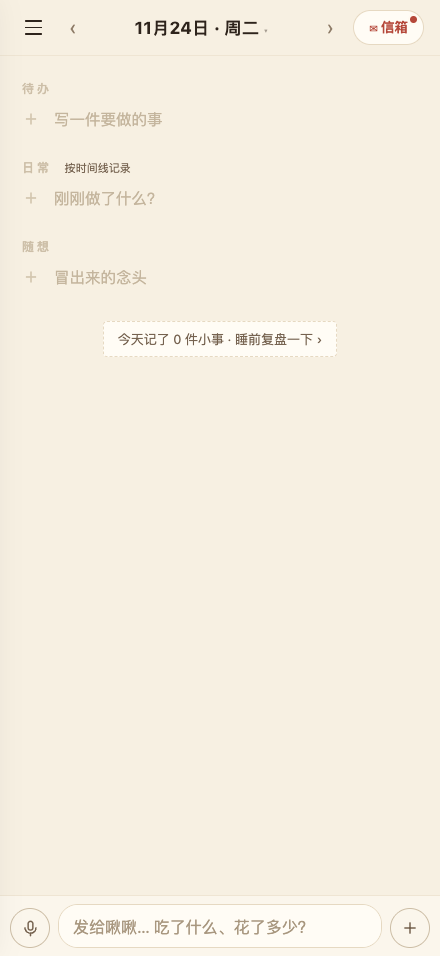 11月24日 · 周二
信箱
待办
写一件要做的事
日常 按时间线记录
刚刚做了什么?
随想
冒出来的念头
今天记了 0 件小事 · 睡前复盘一下 ›
发给啾啾... 吃了什么、花了多少?